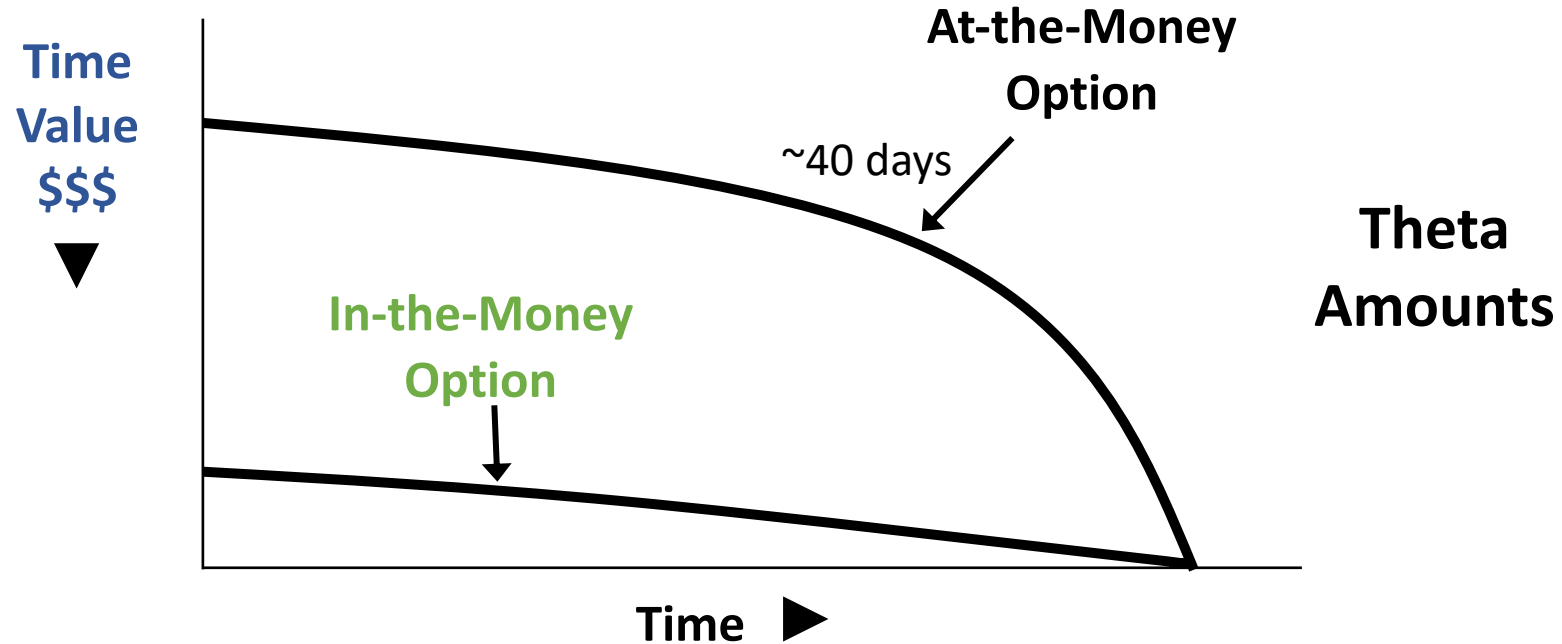 Time
Value
$$$
At-the-Money
Option
~40 days
Theta
Amounts
In-the-Money
Option
Time